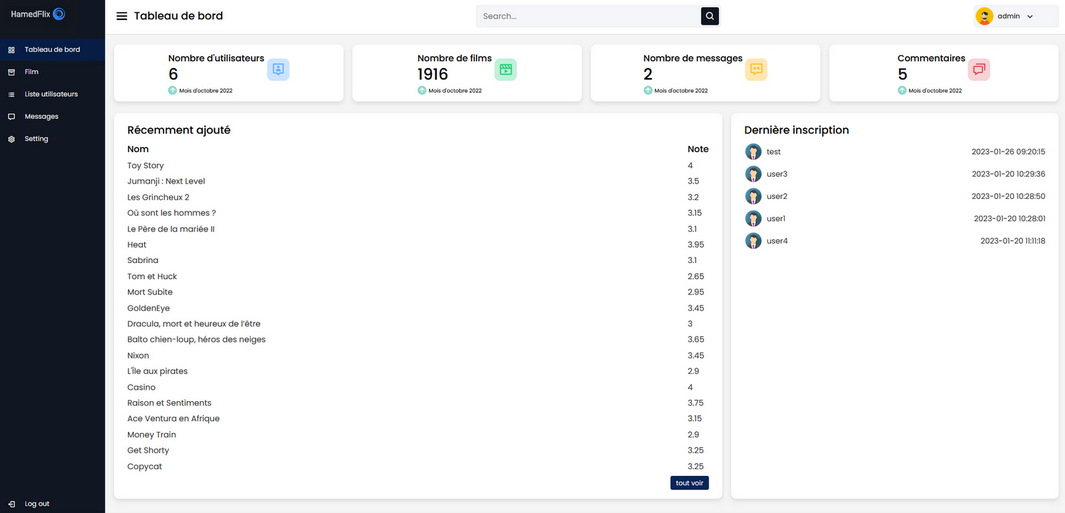 HamedFlix
Tableau de bord
Film
Liste utilisateurs
Messages
Setting
Log out
Tableau de bord
Search...
admin
Nombre d'utilisateurs
6
Mois d'octobre 2022
Nombre de films
1916
Mois d'octobre 2022
Nombre de messages
2
Mois d'octobre 2022
Commentaires
5
Mois d'octobre 2022
Récemment ajouté
Nom Note
Toy Story 4
Jumanji : Next Level 3.5
Les Grincheux 2 3.2
Où sont les hommes ? 3.15
Le Père de la mariée II 3.1
Heat 3.95
Sabrina 3.1
Tom et Huck 2.65
Mort Subite 2.95
GoldenEye 3.45
Dracula, mort et heureux de l'être 3
Balto chien-loup, héros des neiges 3.65
Nixon 3.45
L'Île aux pirates 2.9
Casino 4
Raison et Sentiments 3.75
Ace Ventura en Afrique 3.15
Money Train 2.9
Get Shorty 3.25
Copycat 3.25
tout voir
Dernière inscription
test 2023-01-26 09:20:15
user3 2023-01-20 10:29:36
user2 2023-01-20 10:28:50
user1 2023-01-20 10:28:01
user4 2023-01-20 11:11:18